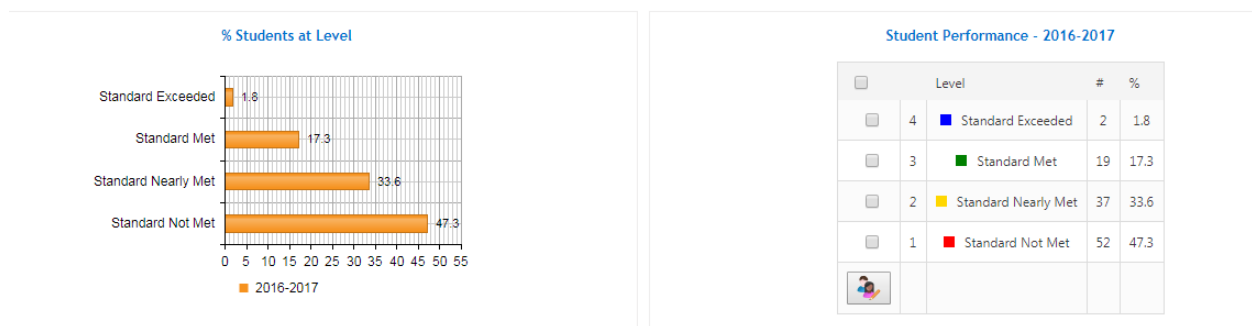 % Students at Level
Standard Exceeded 1.8
Standard Met 17.3
Standard Nearly Met 33.6
Standard Not Met 47.3
0 5 10 15 20 25 30 35 40 45 50 55
2016-2017
Student Performance - 2016-2017
Level # %
4 Standard Exceeded 2 1.8
3 Standard Met 19 17.3
2 Standard Nearly Met 37 33.6
1 Standard Not Met 52 47.3